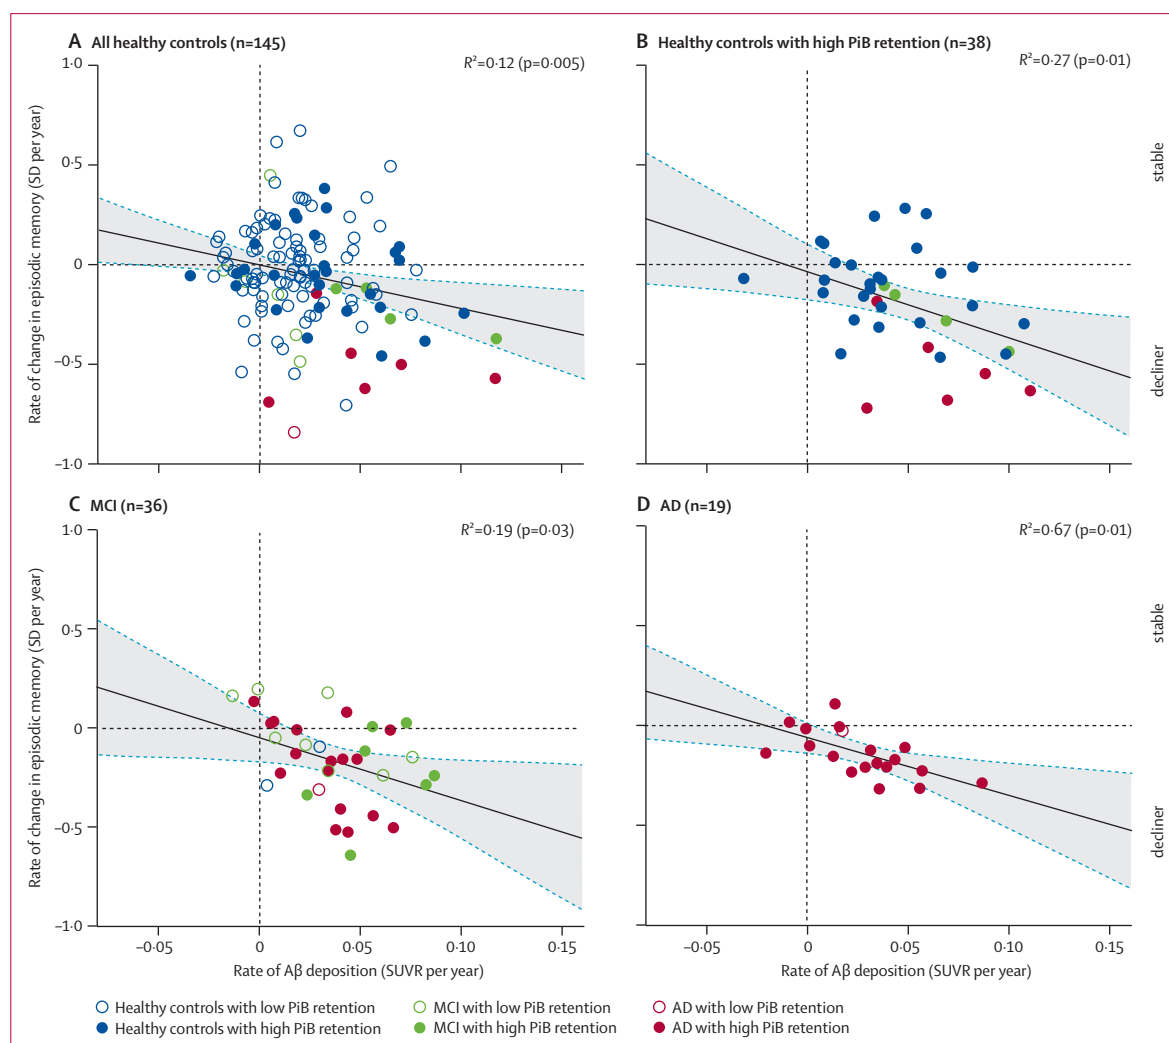 A All healthy controls (n=145)
R²=0·12 (p=0·005)
B Healthy controls with high PiB retention (n=38)
R²=0·27 (p=0·01)
1·0
0·5
0
–0·5
–1·0
Rate of change in episodic memory (SD per year)
stable
decliner
C MCI (n=36)
R²=0·19 (p=0·03)
D AD (n=19)
R²=0·67 (p=0·01)
1·0
0·5
0
–0·5
–1·0
Rate of change in episodic memory (SD per year)
stable
decliner
–0·05 0 0·05 0·10 0·15
Rate of Aβ deposition (SUVR per year)
–0·05 0 0·05 0·10 0·15
Rate of Aβ deposition (SUVR per year)
Healthy controls with low PiB retention
Healthy controls with high PiB retention
MCI with low PiB retention
MCI with high PiB retention
AD with low PiB retention
AD with high PiB retention